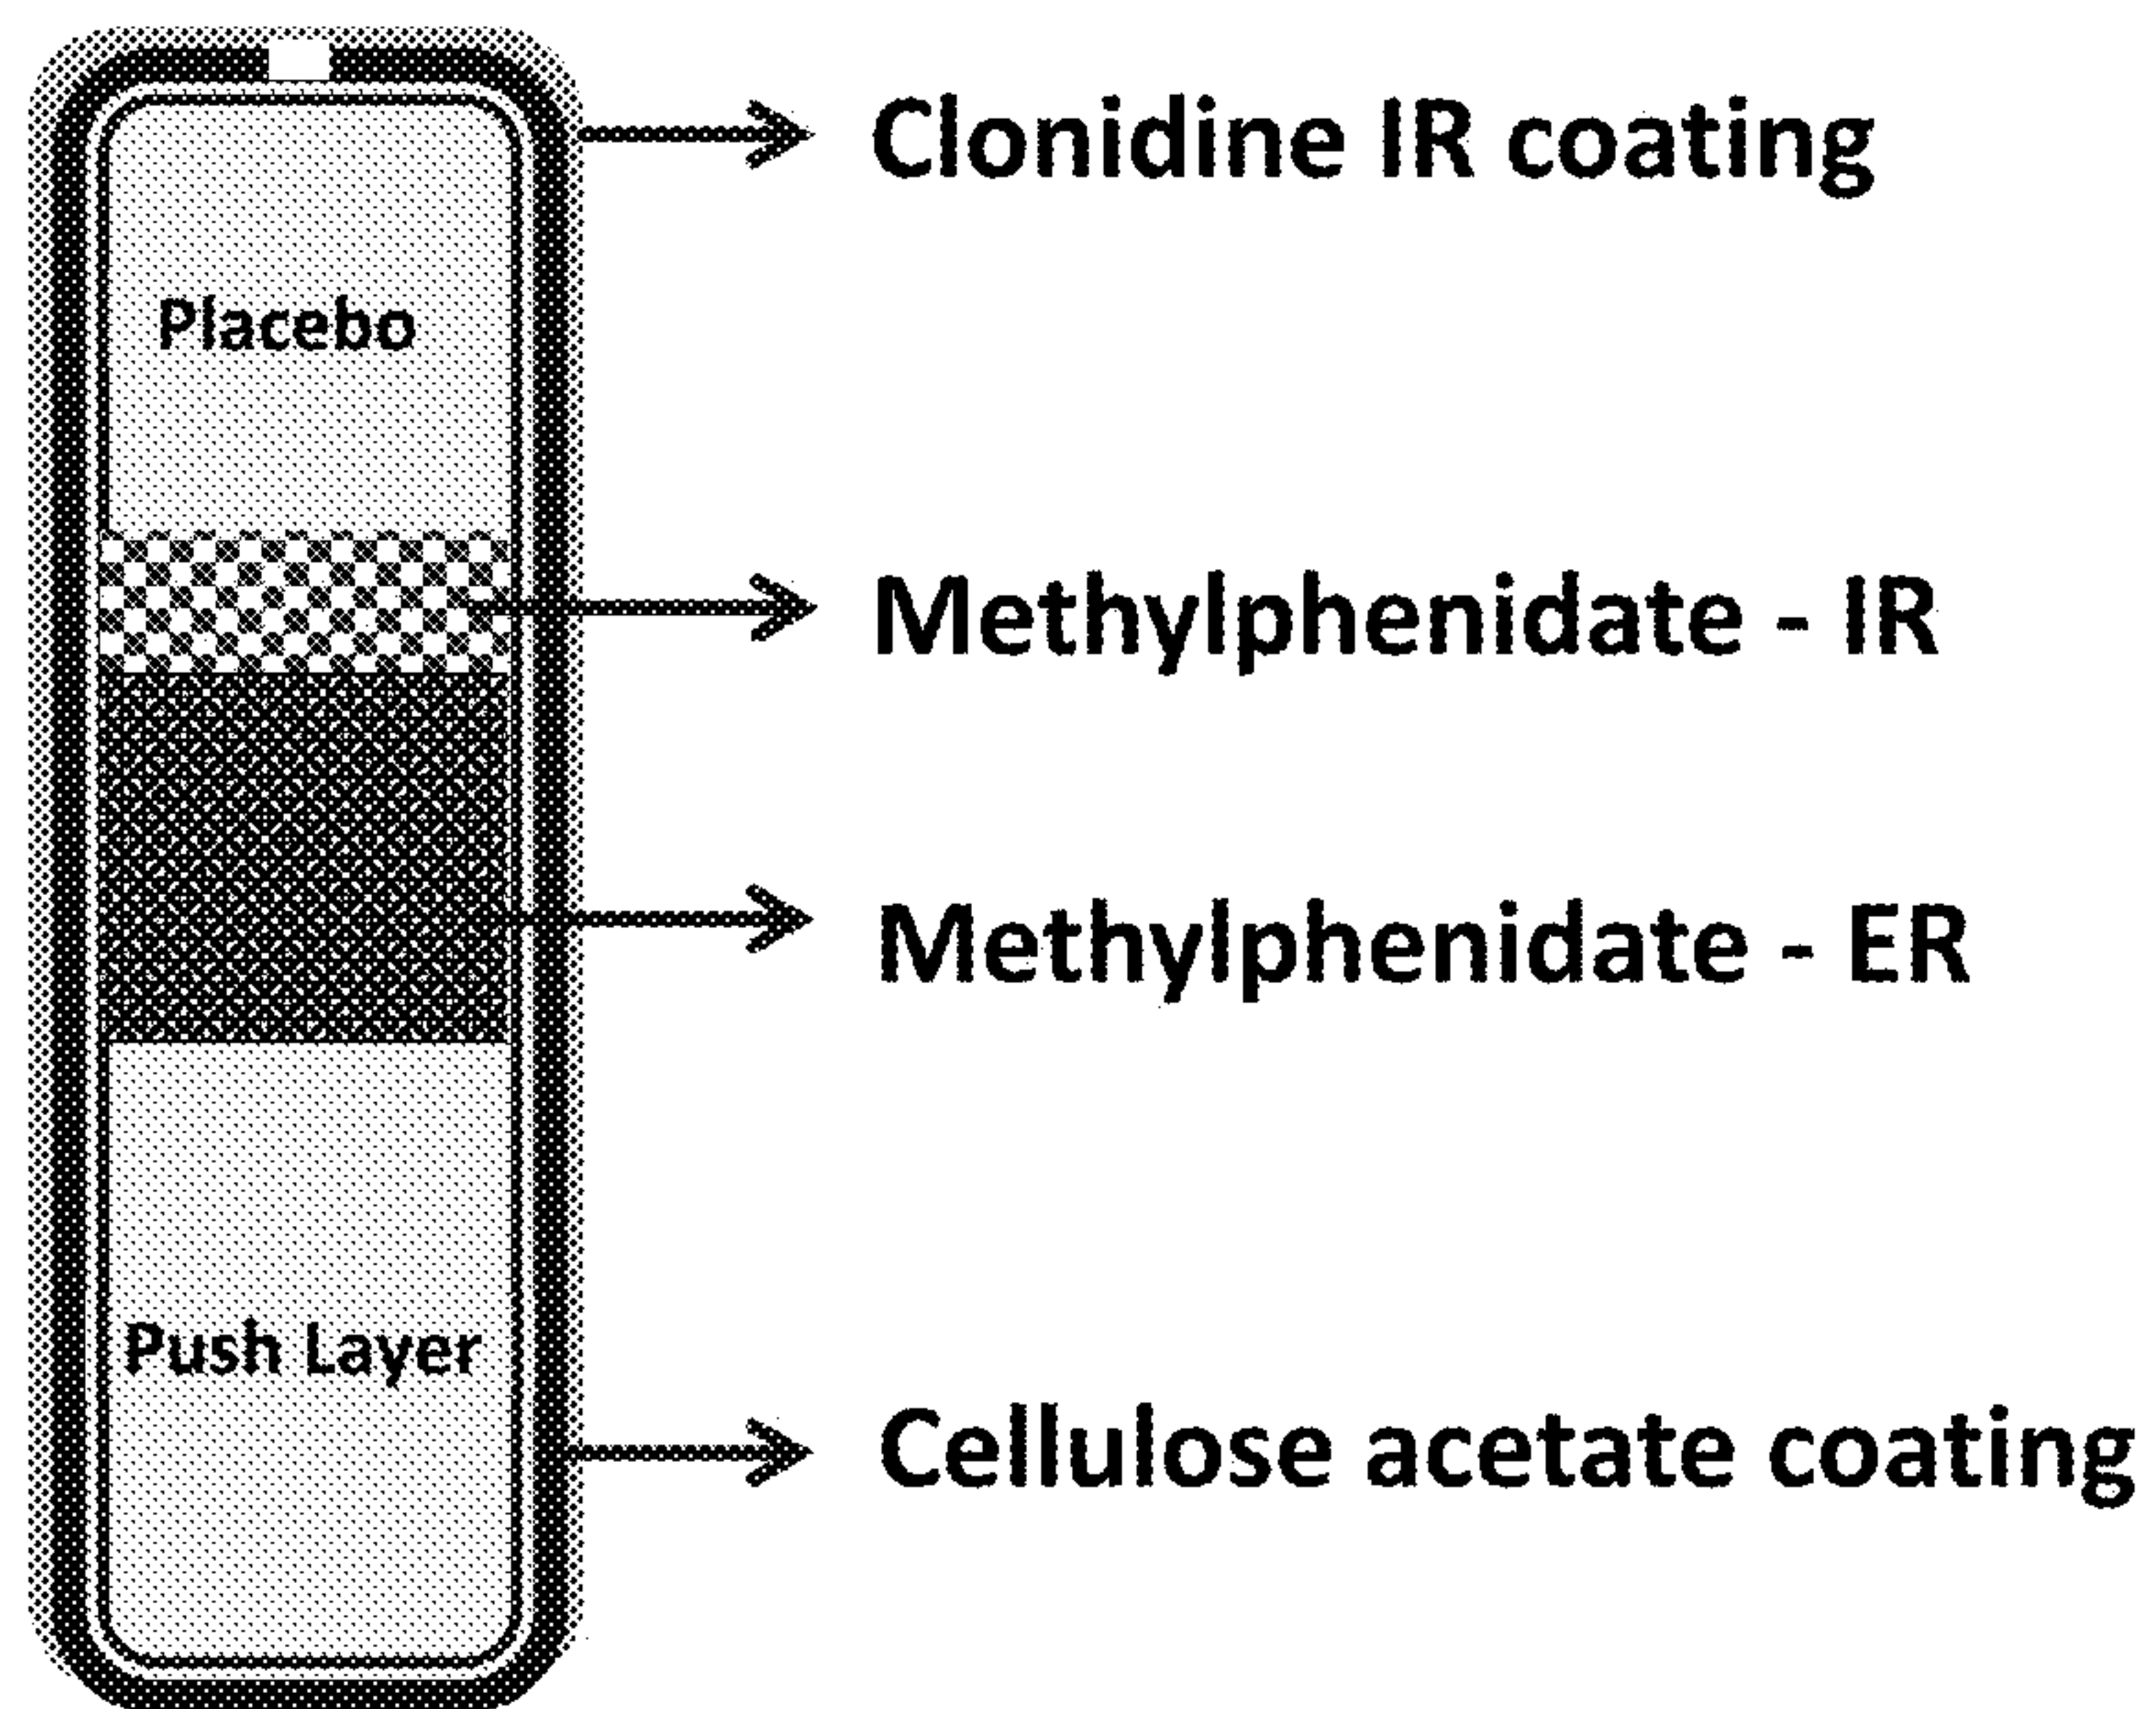 Clonidine IR coating
Placebo
Methylphenidate - IR
Methylphenidate - ER
Push Layer
Cellulose acetate coating